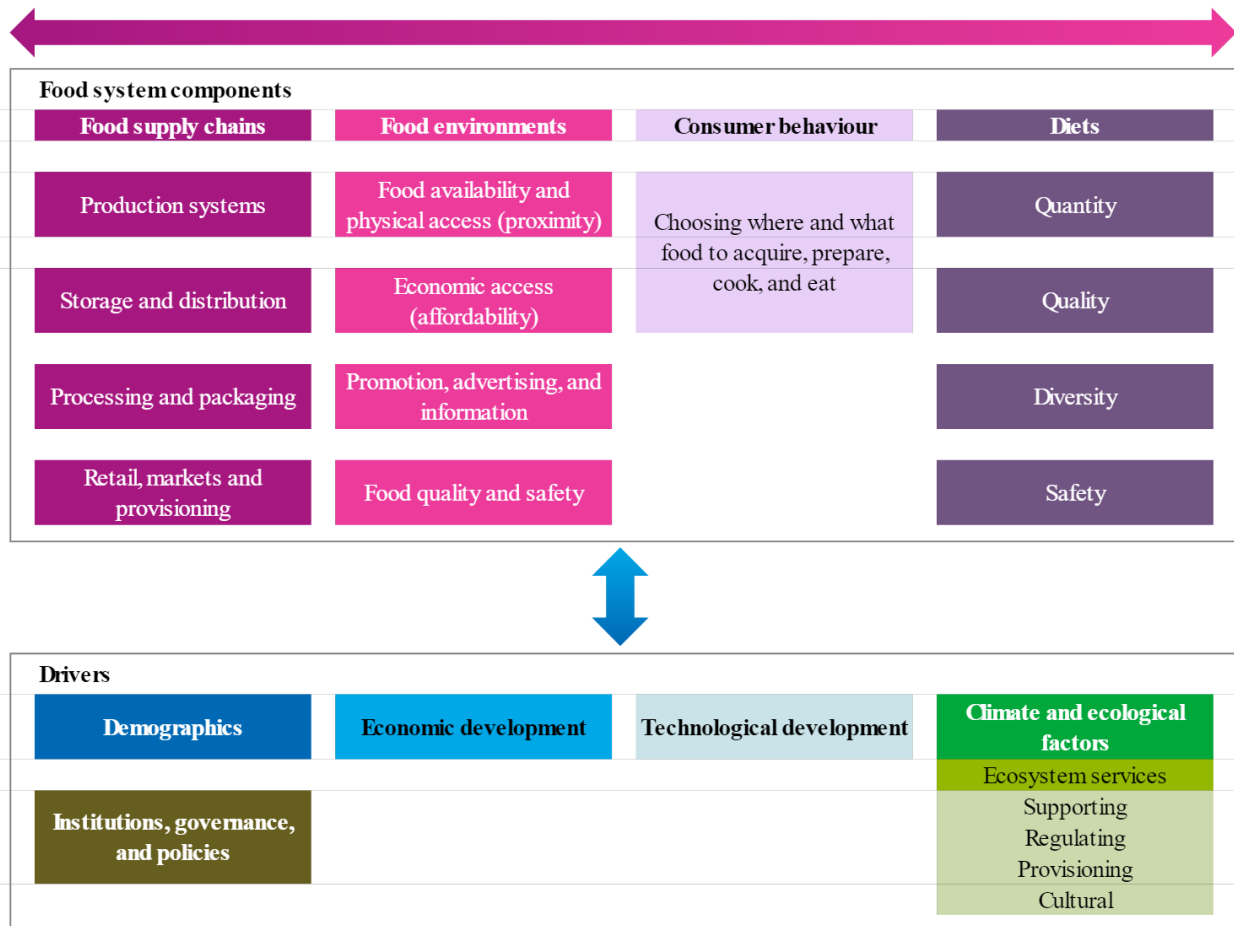 Food system components
Food supply chains
Food environments
Consumer behaviour
Diets
Production systems
Food availability and
physical access (proximity)
Choosing where and what
food to acquire, prepare,
cook, and eat
Quantity
Storage and distribution
Economic access
(affordability)
Quality
Processing and packaging
Promotion, advertising, and
information
Diversity
Retail, markets and
provisioning
Food quality and safety
Safety
Drivers
Demographics
Economic development
Technological development
Climate and ecological
factors
Ecosystem services
Institutions, governance,
and policies
Supporting
Regulating
Provisioning
Cultural